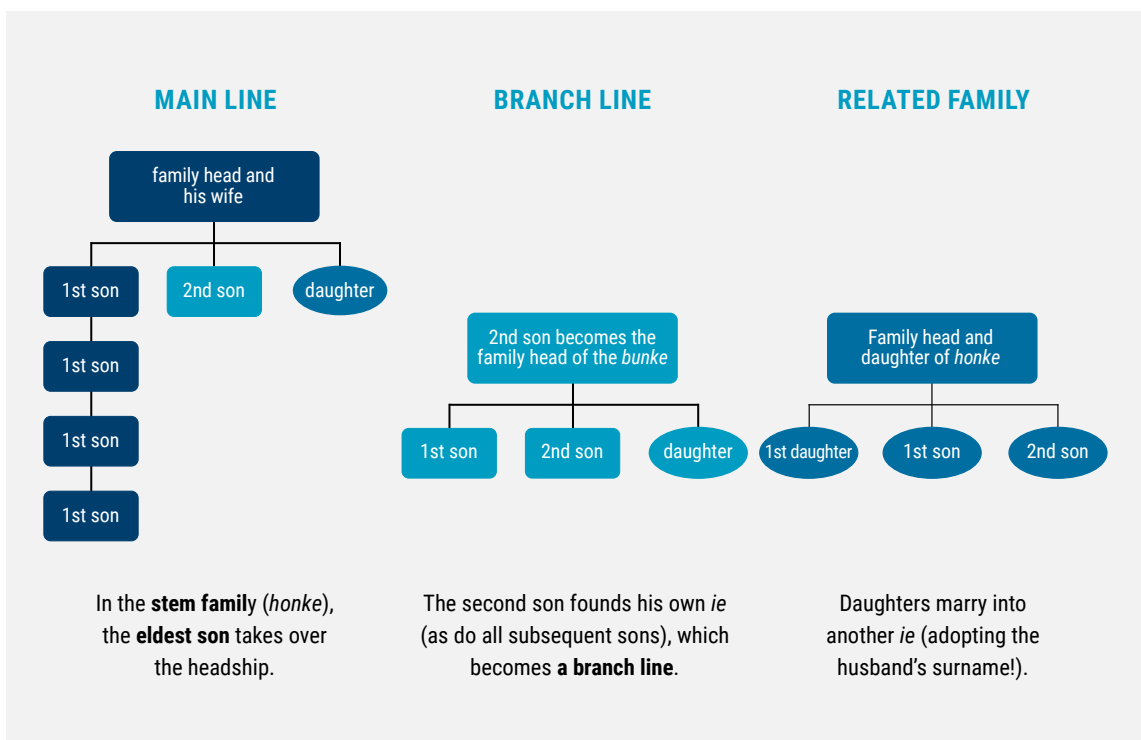 MAIN LINE
family head and
his wife
1st son
2nd son
daughter
1st son
1st son
1st son
In the stem family (honke),
the eldest son takes over
the headship.
BRANCH LINE
2nd son becomes the
family head of the bunke
1st son
2nd son
daughter
The second son founds his own ie
(as do all subsequent sons), which
becomes a branch line.
RELATED FAMILY
Family head and
daughter of honke
1st daughter
1st son
2nd son
Daughters marry into
another ie (adopting the
husband's surname!).